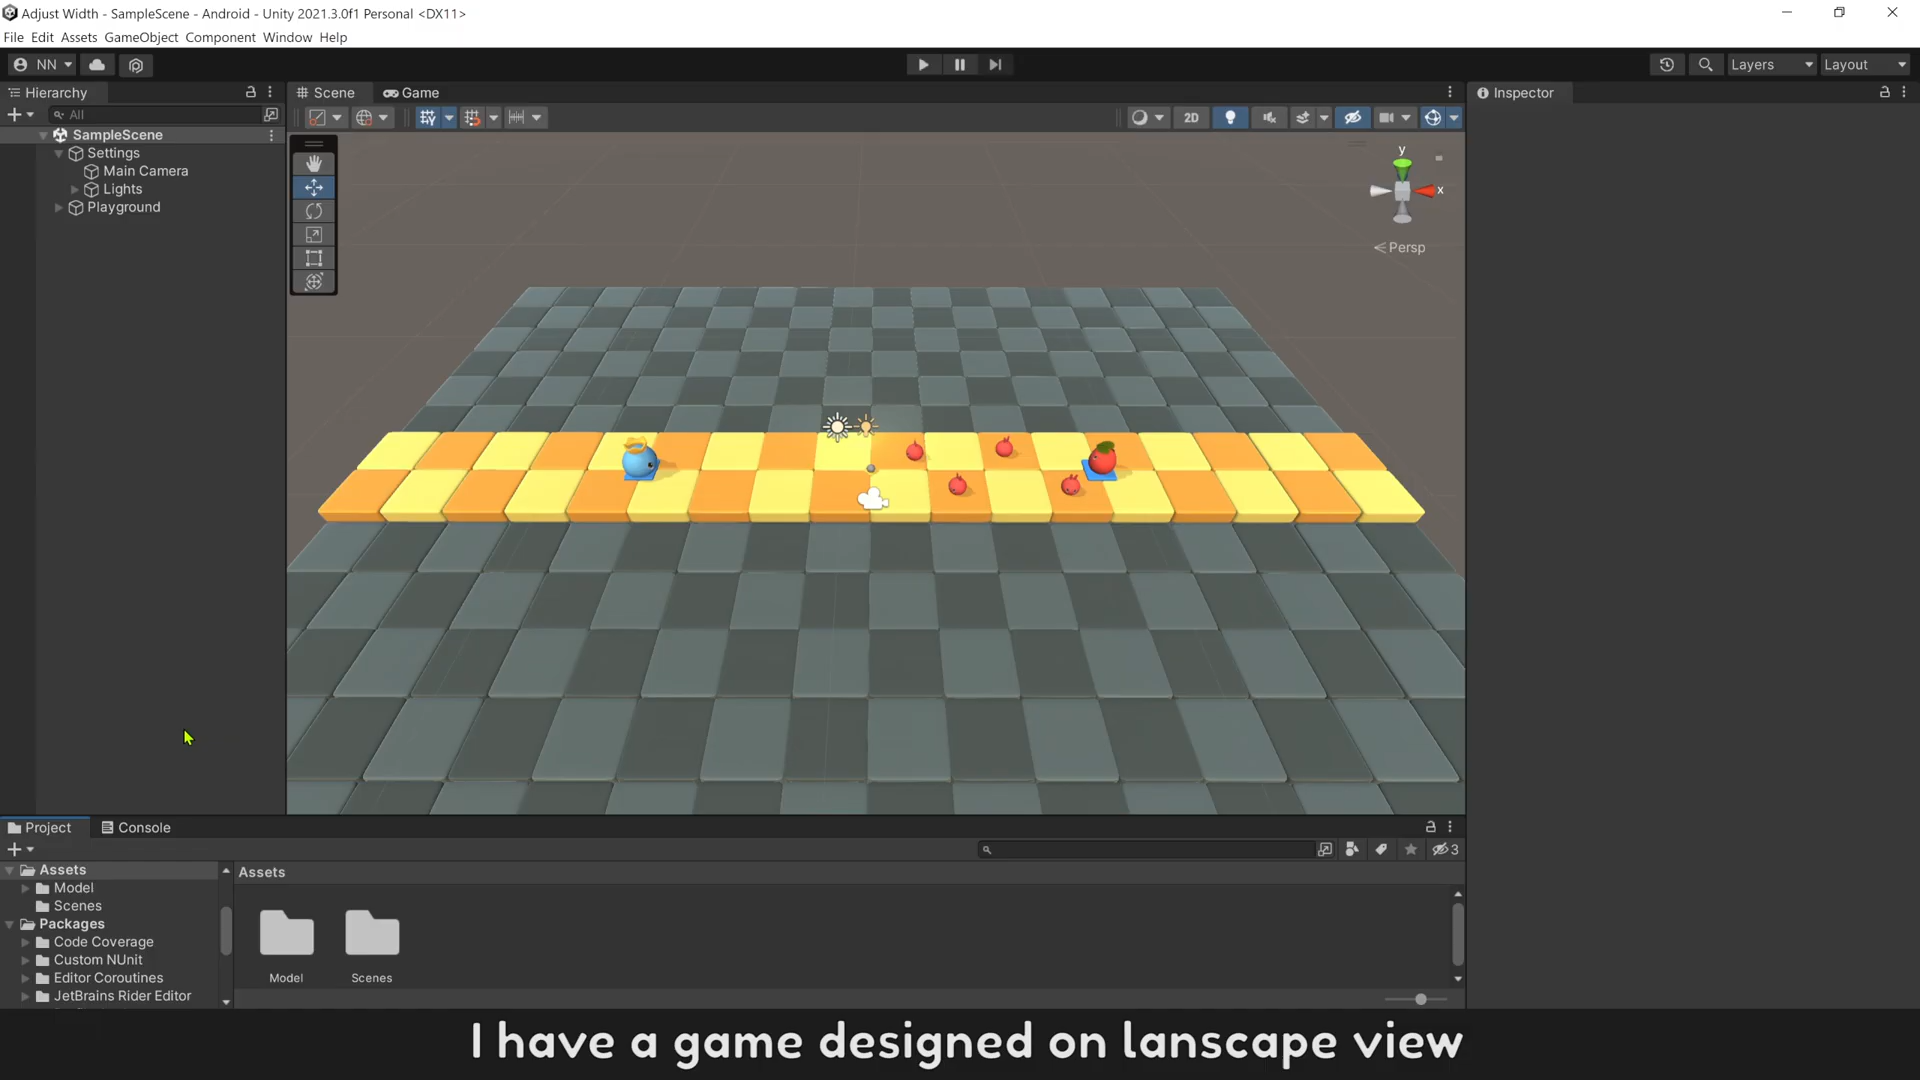 Adjust Width - SampleScene - Android - Unity 2021.3.0f1 Personal <DX11>
File Edit Assets GameObject Component Window Help
NN
Layers
Layout
Hierarchy
Scene
Game
Inspector
All
2D
SampleScene
Settings
Main Camera
Lights
Playground
y
x
Persp
Project
Console
3
Assets
Model
Scenes
Packages
Code Coverage
Custom NUnit
Editor Coroutines
JetBrains Rider Editor
Assets
Model
Scenes
I have a game designed on lanscape view